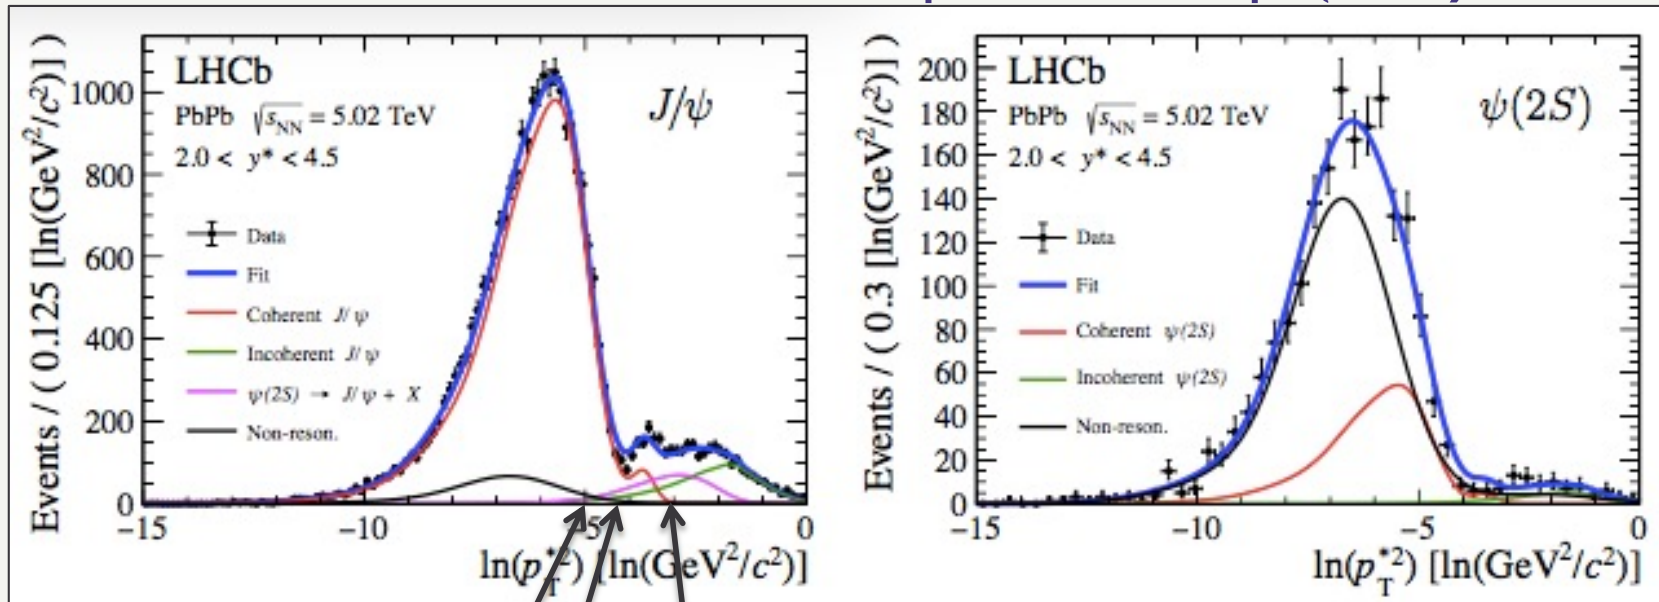 LHCb
J/ψ
PbPb √sNN = 5.02 TeV
2.0 < y* < 4.5
Data
Fit
Coherent J/ψ
Incoherent J/ψ
ψ(2S) → J/ψ + X
Non-reson.
Events / ( 0.125 [ln(GeV²/c²)] )
1000
800
600
400
200
0
−15
−10
−5
0
ln(p*T²) [ln(GeV²/c²)]
LHCb
ψ(2S)
PbPb √sNN = 5.02 TeV
2.0 < y* < 4.5
Data
Fit
Coherent ψ(2S)
Incoherent ψ(2S)
Non-reson.
Events / ( 0.3 [ln(GeV²/c²)] )
200
180
160
140
120
100
80
60
40
20
0
−15
−10
−5
0
ln(p*T²) [ln(GeV²/c²)]